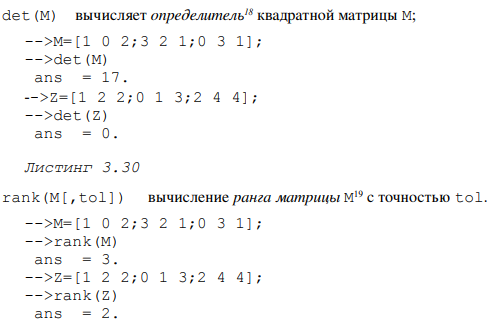 det(M) вычисляет определитель18 квадратной матрицы M;
-->M=[1 0 2;3 2 1;0 3 1];
-->det(M)
ans = 17.
-->Z=[1 2 2;0 1 3;2 4 4];
-->det(Z)
ans = 0.
Листинг 3.30
rank(M[,tol]) вычисление ранга матрицы M19 с точностью tol.
-->M=[1 0 2;3 2 1;0 3 1];
-->rank(M)
ans = 3.
-->Z=[1 2 2;0 1 3;2 4 4];
-->rank(Z)
ans = 2.